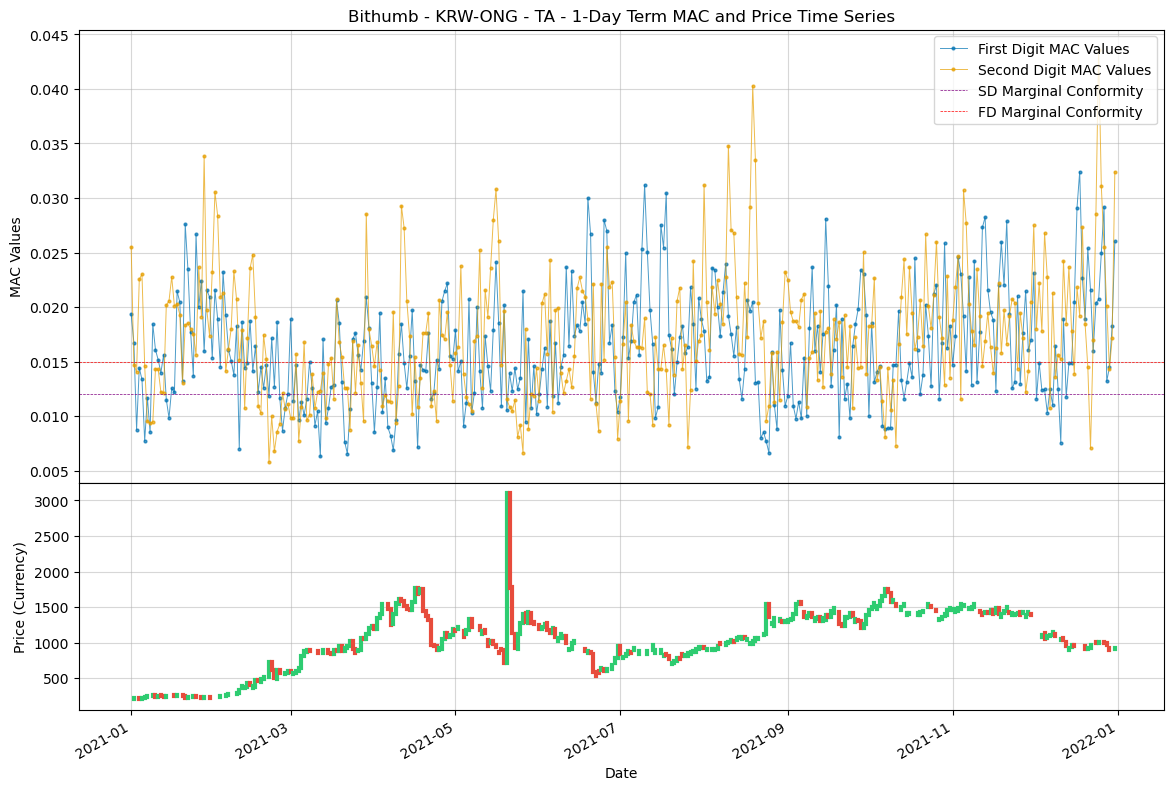 Bithumb - KRW-ONG - TA - 1-Day Term MAC and Price Time Series
First Digit MAC Values
Second Digit MAC Values
SD Marginal Conformity
FD Marginal Conformity
MAC Values
0.045
0.040
0.035
0.030
0.025
0.020
0.015
0.010
0.005
Price (Currency)
3000
2500
2000
1500
1000
500
2021-01
2021-03
2021-05
2021-07
2021-09
2021-11
2022-01
Date